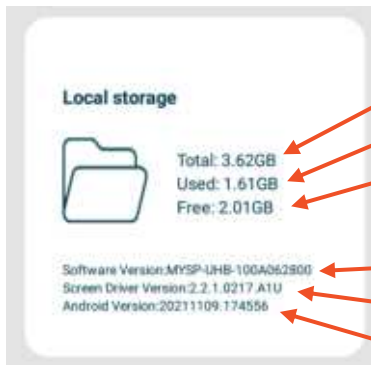 Local storage
Total: 3.62GB
Used: 1.61GB
Free: 2.01GB
Software Version:MYSP-UHB-100A062800
Screen Driver Version:2.2.1.0217.A1U
Android Version:20211109.174556